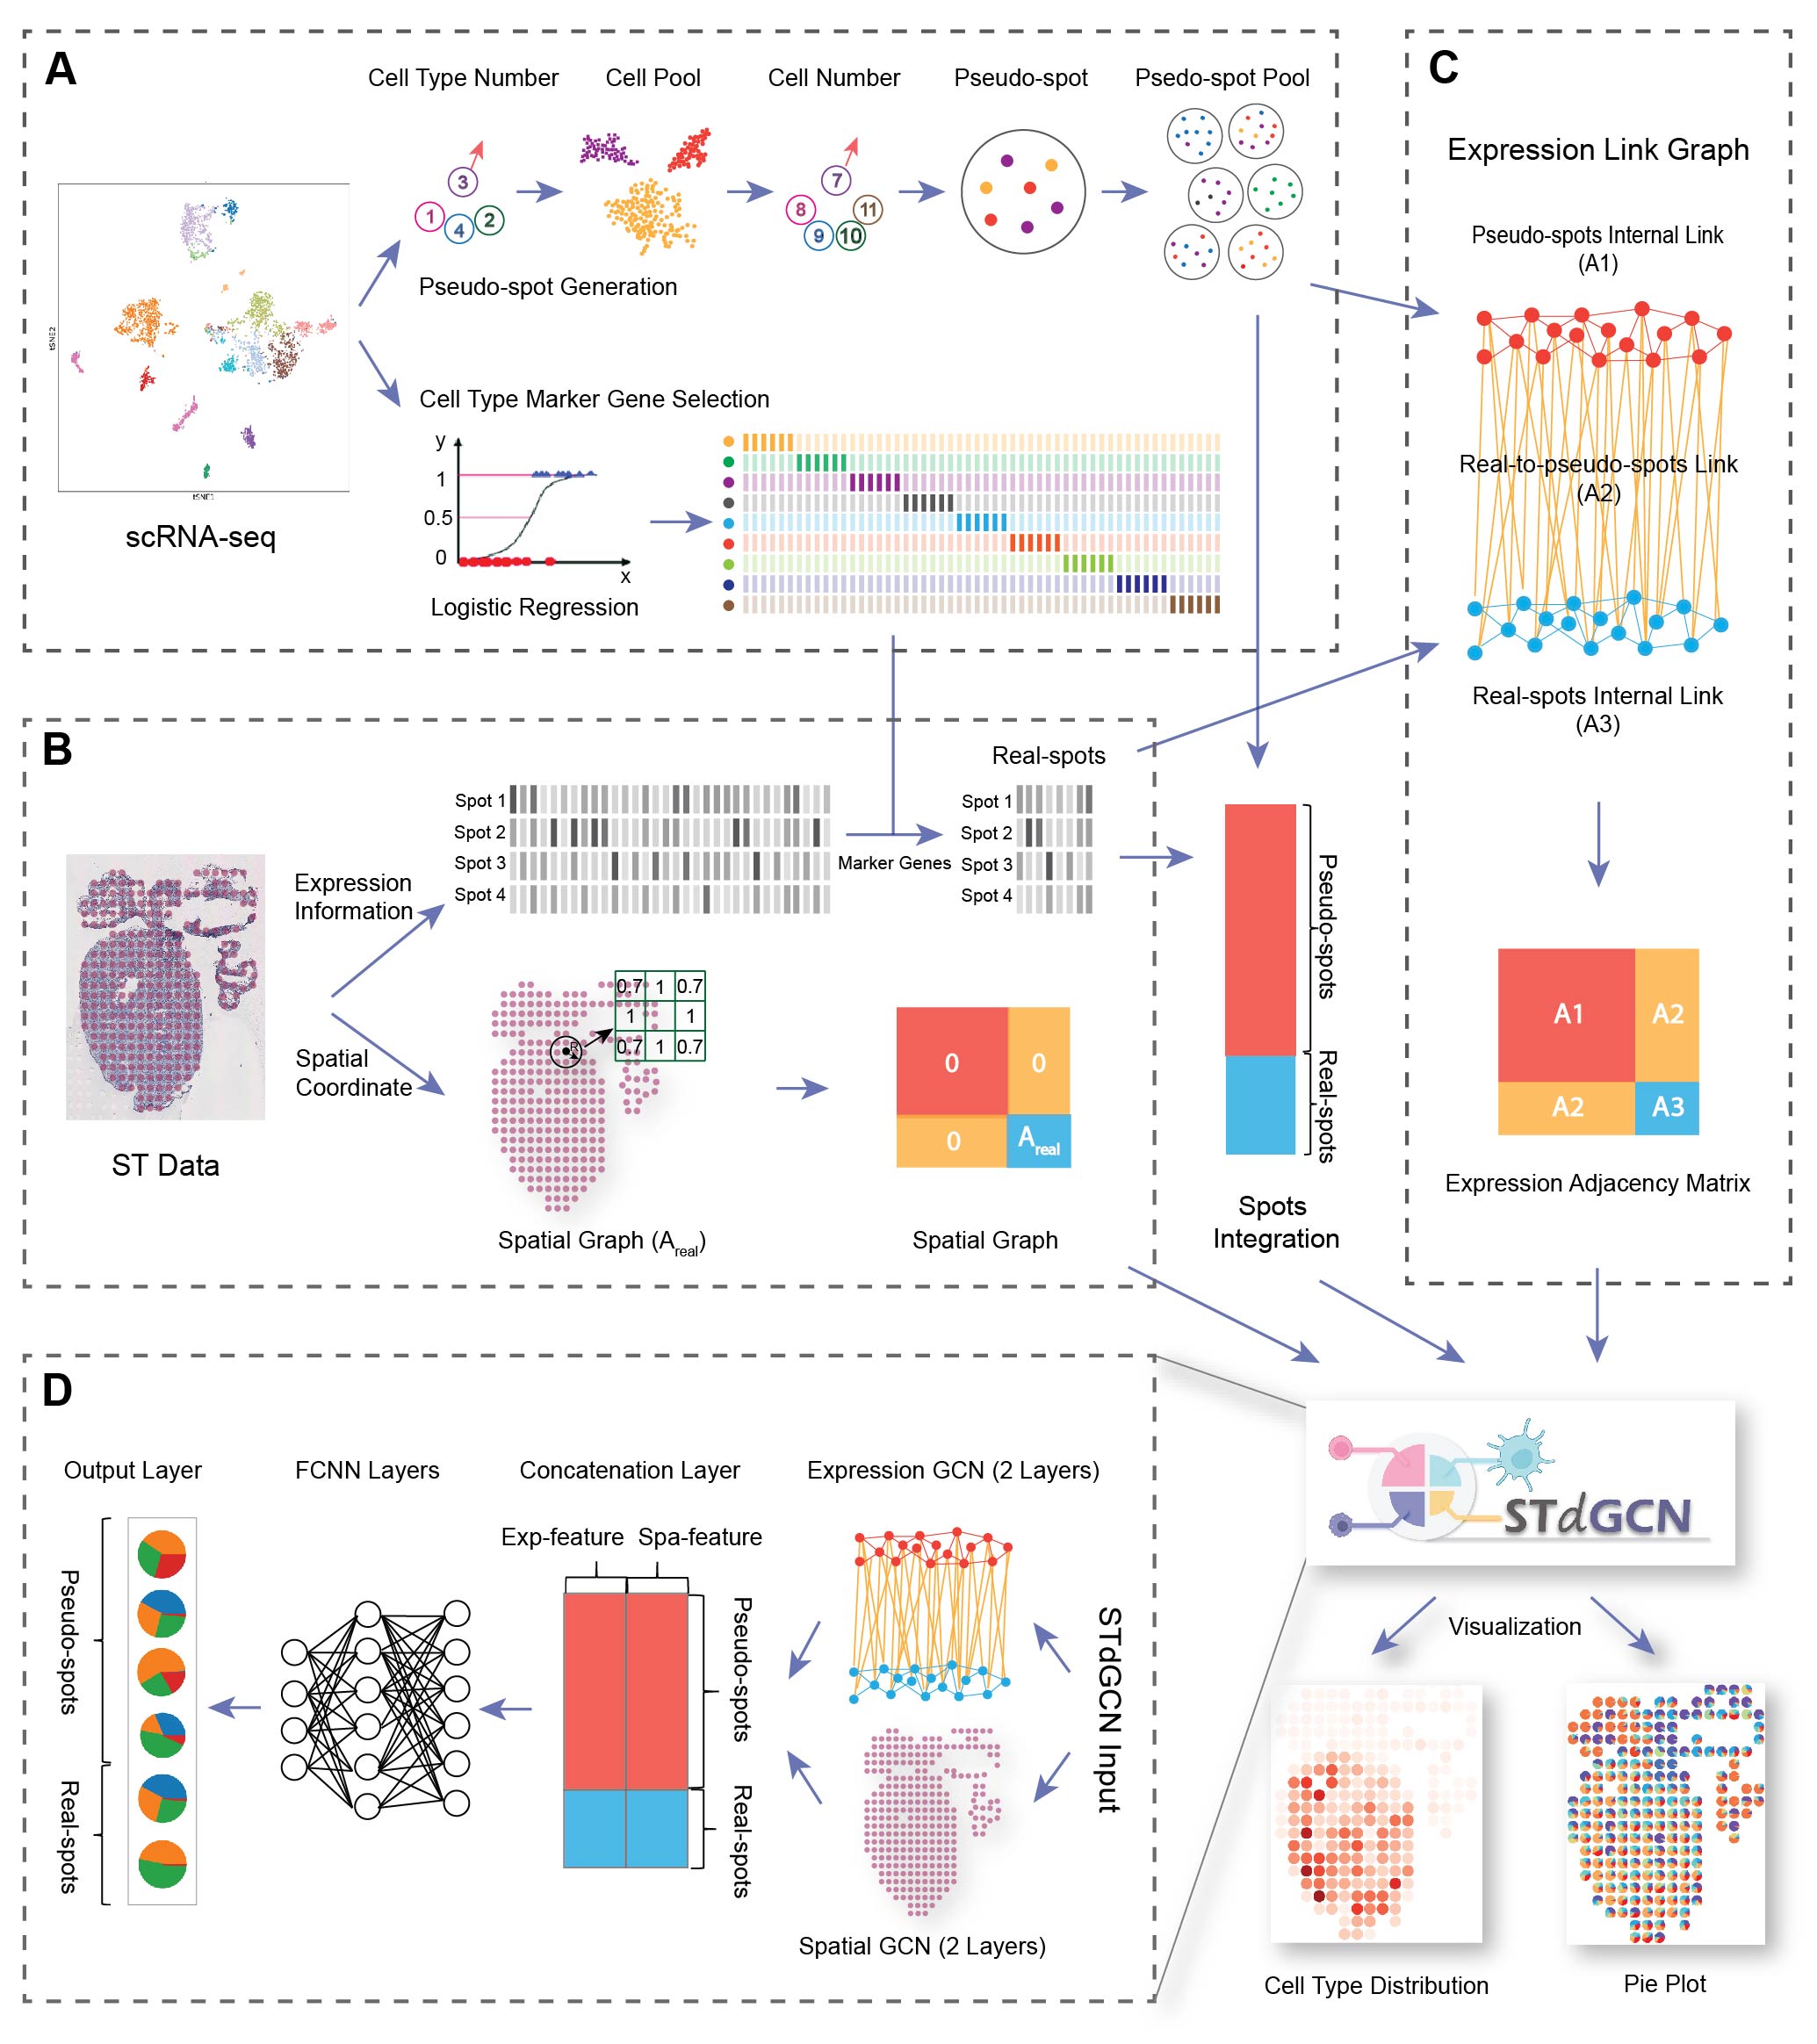 A
Cell Type Number
Cell Pool
Cell Number
Pseudo-spot
Psedo-spot Pool
3
1
4
2
7
8
11
9
10
Pseudo-spot Generation
tSNE2
tSNE1
scRNA-seq
Cell Type Marker Gene Selection
y
1
0.5
0
x
Logistic Regression
C
Expression Link Graph
Pseudo-spots Internal Link
(A1)
Real-to-pseudo-spots Link
(A2)
Real-spots Internal Link
(A3)
A1
A2
A2
A3
Expression Adjacency Matrix
B
Real-spots
Spot 1
Spot 2
Spot 3
Spot 4
Marker Genes
Spot 1
Spot 2
Spot 3
Spot 4
Expression
Information
Spatial
Coordinate
ST Data
R
0.7 1 0.7
1 1
0.7 1 0.7
Spatial Graph (Areal)
0
0
0
Areal
Spatial Graph
Pseudo-spots
Real-spots
Spots
Integration
D
Output Layer
FCNN Layers
Concatenation Layer
Expression GCN (2 Layers)
Exp-feature
Spa-feature
Pseudo-spots
Real-spots
Pseudo-spots
Real-spots
STdGCN Input
Spatial GCN (2 Layers)
STdGCN
Visualization
Cell Type Distribution
Pie Plot